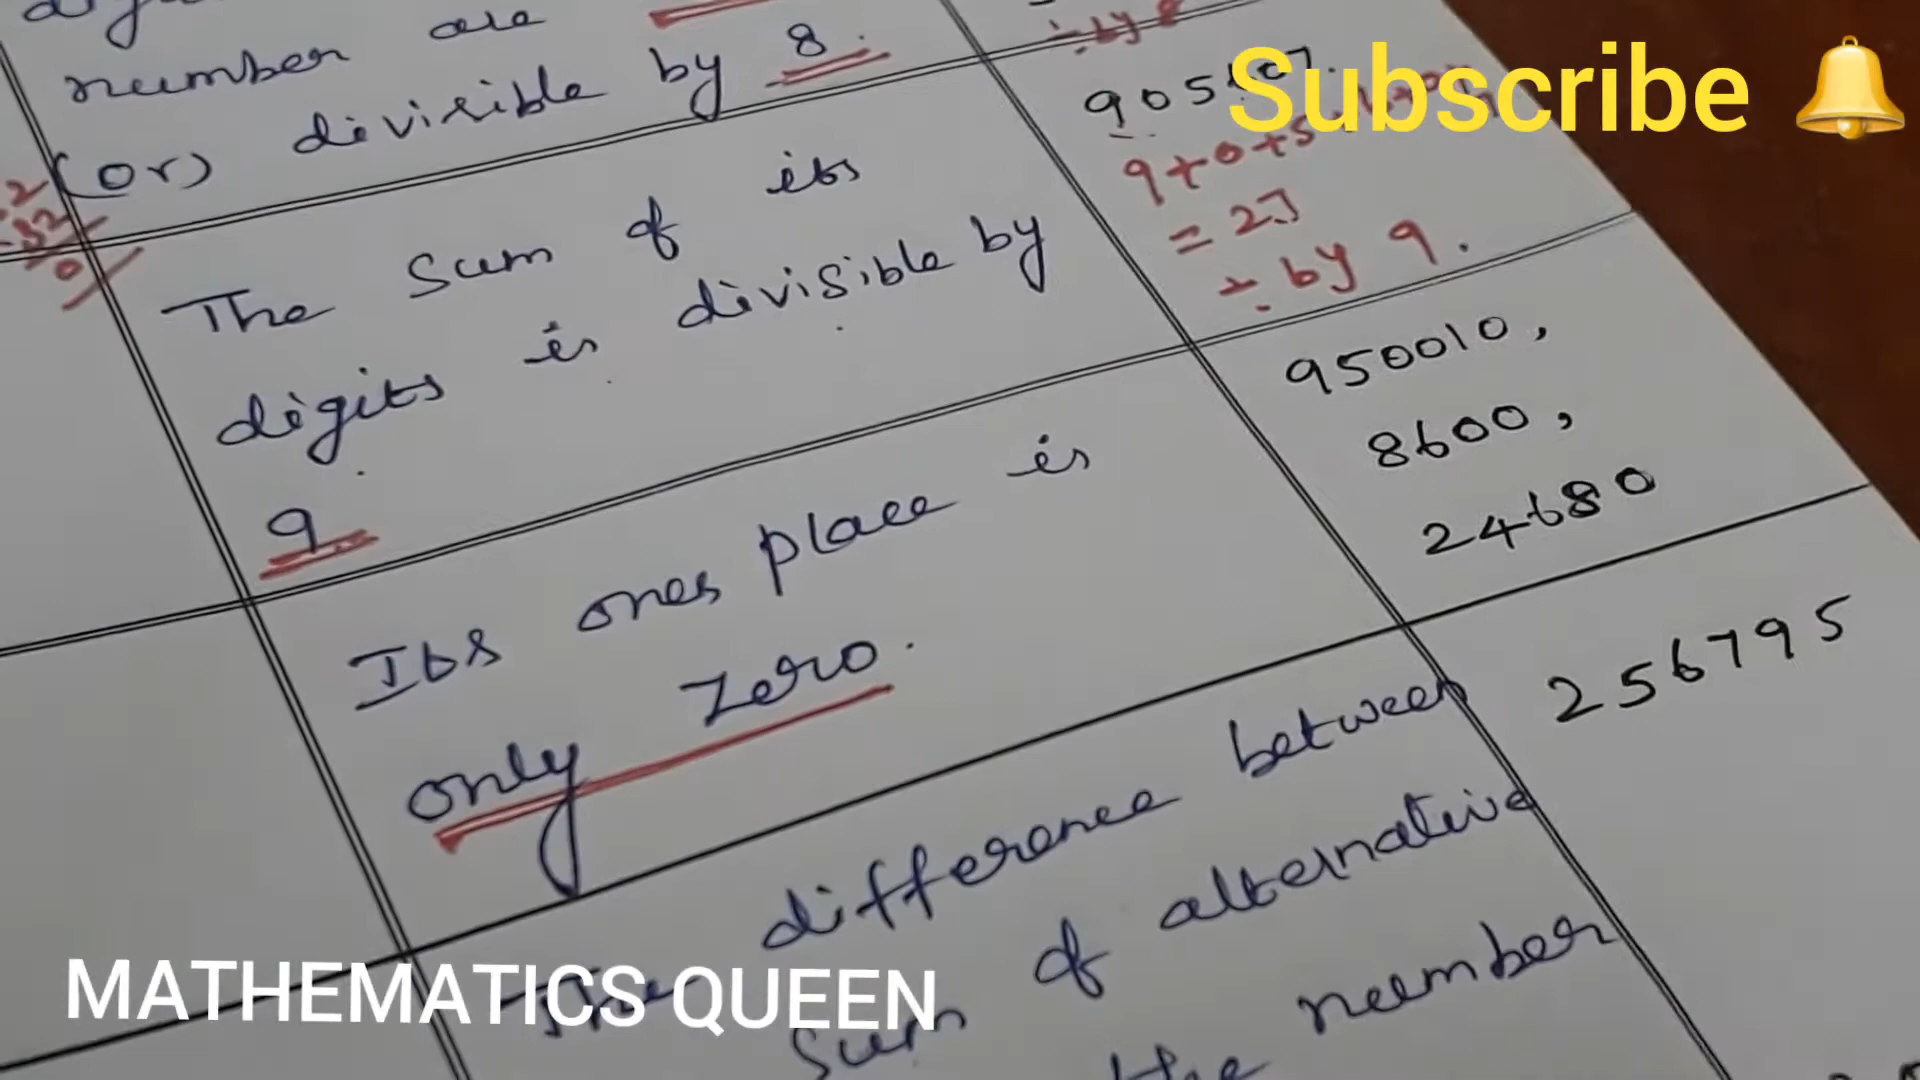 number are
(or) divisible by 8.
÷ by 8
The sum of its
digits is divisible by
9.
9+0+5
= 27
÷ by 9.
Its ones place is
only zero.
950010,
8600,
24680
difference between
sum of alternative
the number
256795
Subscribe 🔔
MATHEMATICS QUEEN